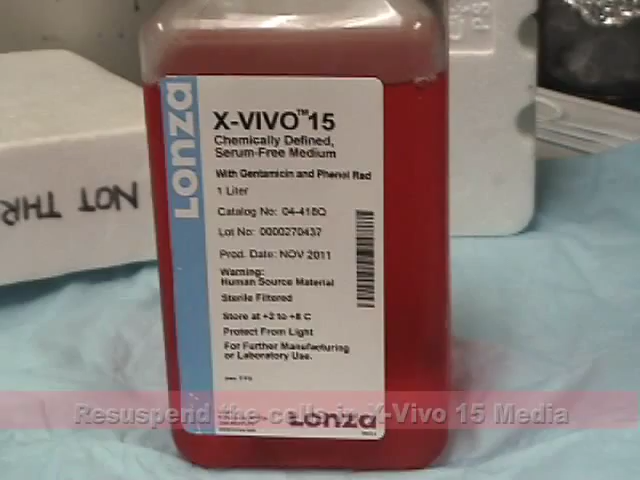 Lonza
X-VIVO™15
Chemically Defined,
Serum-Free Medium
With Gentamicin and Phenol Red
1 Liter
Catalog No: 04-418Q
Lot No: 0000270437
Prod. Date: NOV 2011
Warning:
Human Source Material
Sterile Filtered
Store at +2 to +8 C
Protect From Light
For Further Manufacturing
or Laboratory Use.
Lonza
NOT THR
Resuspend the cells in X-Vivo 15 Media